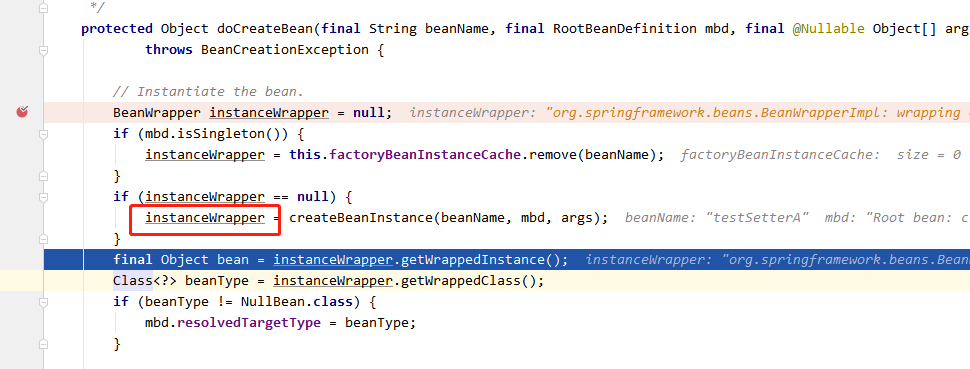 */
protected Object doCreateBean(final String beanName, final RootBeanDefinition mbd, final @Nullable Object[] arg
throws BeanCreationException {
// Instantiate the bean.
BeanWrapper instanceWrapper = null; instanceWrapper: "org.springframework.beans.BeanWrapperImpl: wrapping
if (mbd.isSingleton()) {
instanceWrapper = this.factoryBeanInstanceCache.remove(beanName); factoryBeanInstanceCache: size = 0
}
if (instanceWrapper == null) {
instanceWrapper = createBeanInstance(beanName, mbd, args); beanName: "testSetterA" mbd: "Root bean: c
}
final Object bean = instanceWrapper.getWrappedInstance(); instanceWrapper: "org.springframework.beans.Bean
Class<?> beanType = instanceWrapper.getWrappedClass();
if (beanType != NullBean.class) {
mbd.resolvedTargetType = beanType;
}